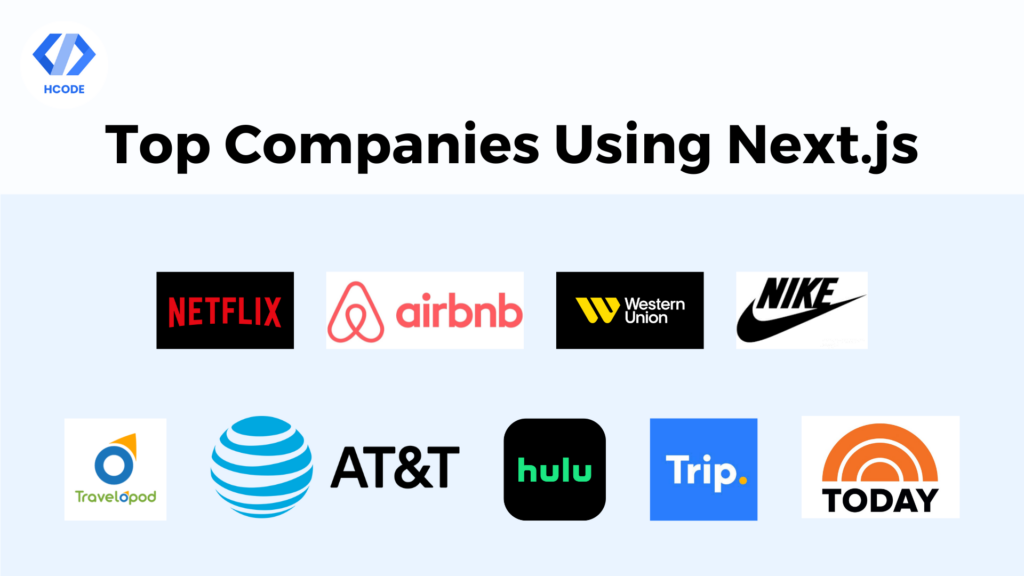 HCODE
Top Companies Using Next.js
NETFLIX
airbnb
Western
Union
NIKE
Travelopod
AT&T
hulu
Trip.
TODAY